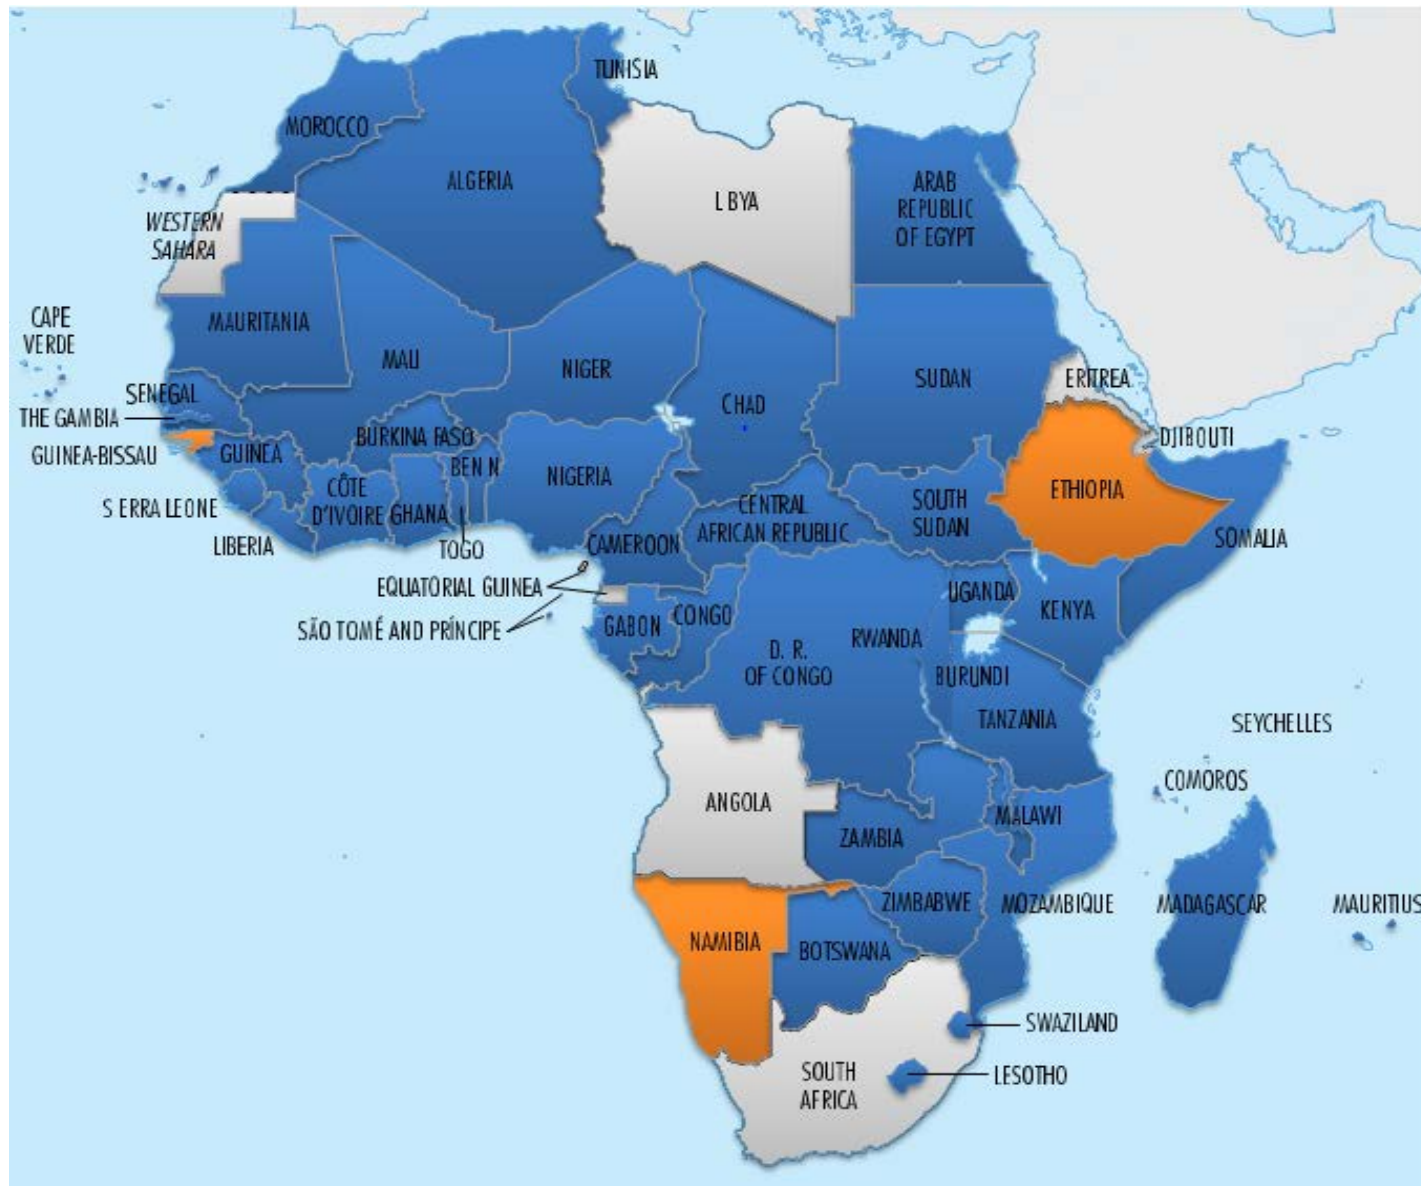 TUNISIA
MOROCCO
ALGERIA
L BYA
ARAB
REPUBLIC
OF EGYPT
WESTERN
SAHARA
CAPE
VERDE
MAURITANIA
MALI
NIGER
CHAD
SUDAN
ERITREA
SENEGAL
THE GAMBIA
GUINEA-BISSAU
GUINEA
BURKINA FASO
BEN N
NIGERIA
DJIBOUTI
ETHIOPIA
S ERRA LEONE
CÔTE
D'IVOIRE
GHANA
CENTRAL
AFRICAN REPUBLIC
SOUTH
SUDAN
SOMALIA
LIBERIA
TOGO
CAMEROON
EQUATORIAL GUINEA
SÃO TOMÉ AND PRÍNCIPE
GABON
CONGO
UGANDA
KENYA
RWANDA
D. R.
OF CONGO
BURUNDI
TANZANIA
SEYCHELLES
COMOROS
ANGOLA
MALAWI
ZAMBIA
ZIMBABWE
MOZAMBIQUE
MADAGASCAR
MAURITIUS
NAMIBIA
BOTSWANA
SWAZILAND
LESOTHO
SOUTH
AFRICA